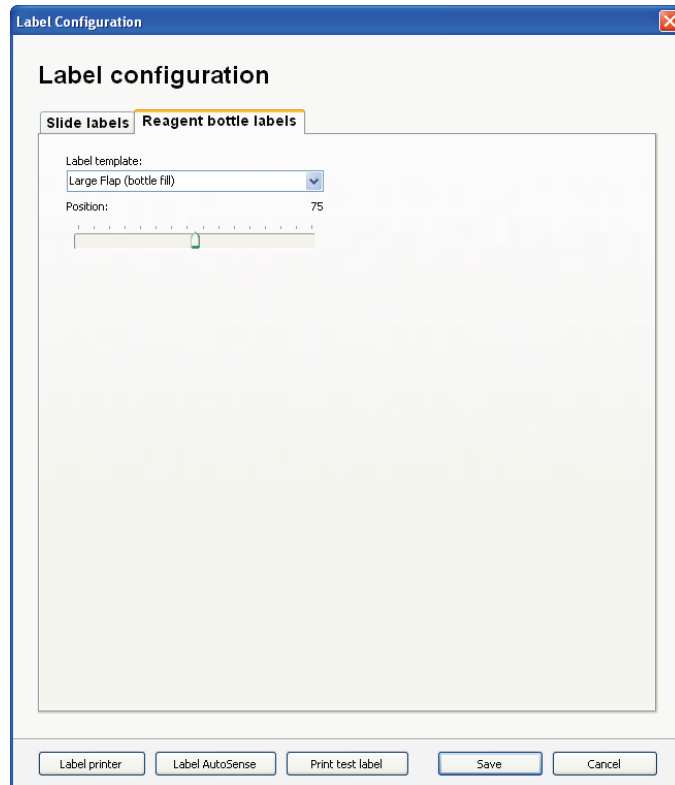 Label Configuration
Label configuration
Slide labels Reagent bottle labels
Label template:
Large Flap (bottle fill)
Position: 75
Label printer Label AutoSense Print test label Save Cancel